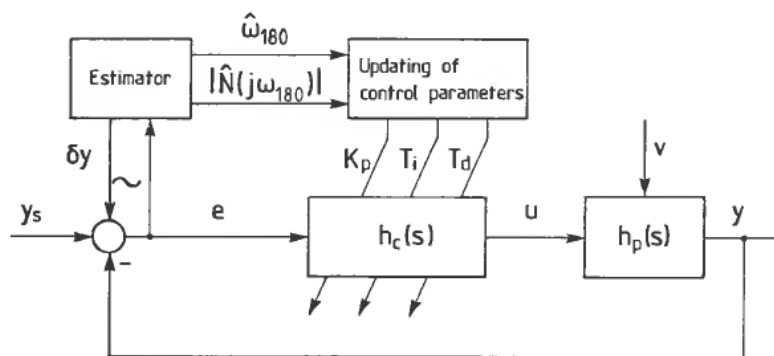 ω̂₁₈₀
Estimator
|N̂(jω₁₈₀)|
Updating of
control parameters
δy
~
Kp
Ti
Td
v
ys
e
u
y
hc(s)
hp(s)
-